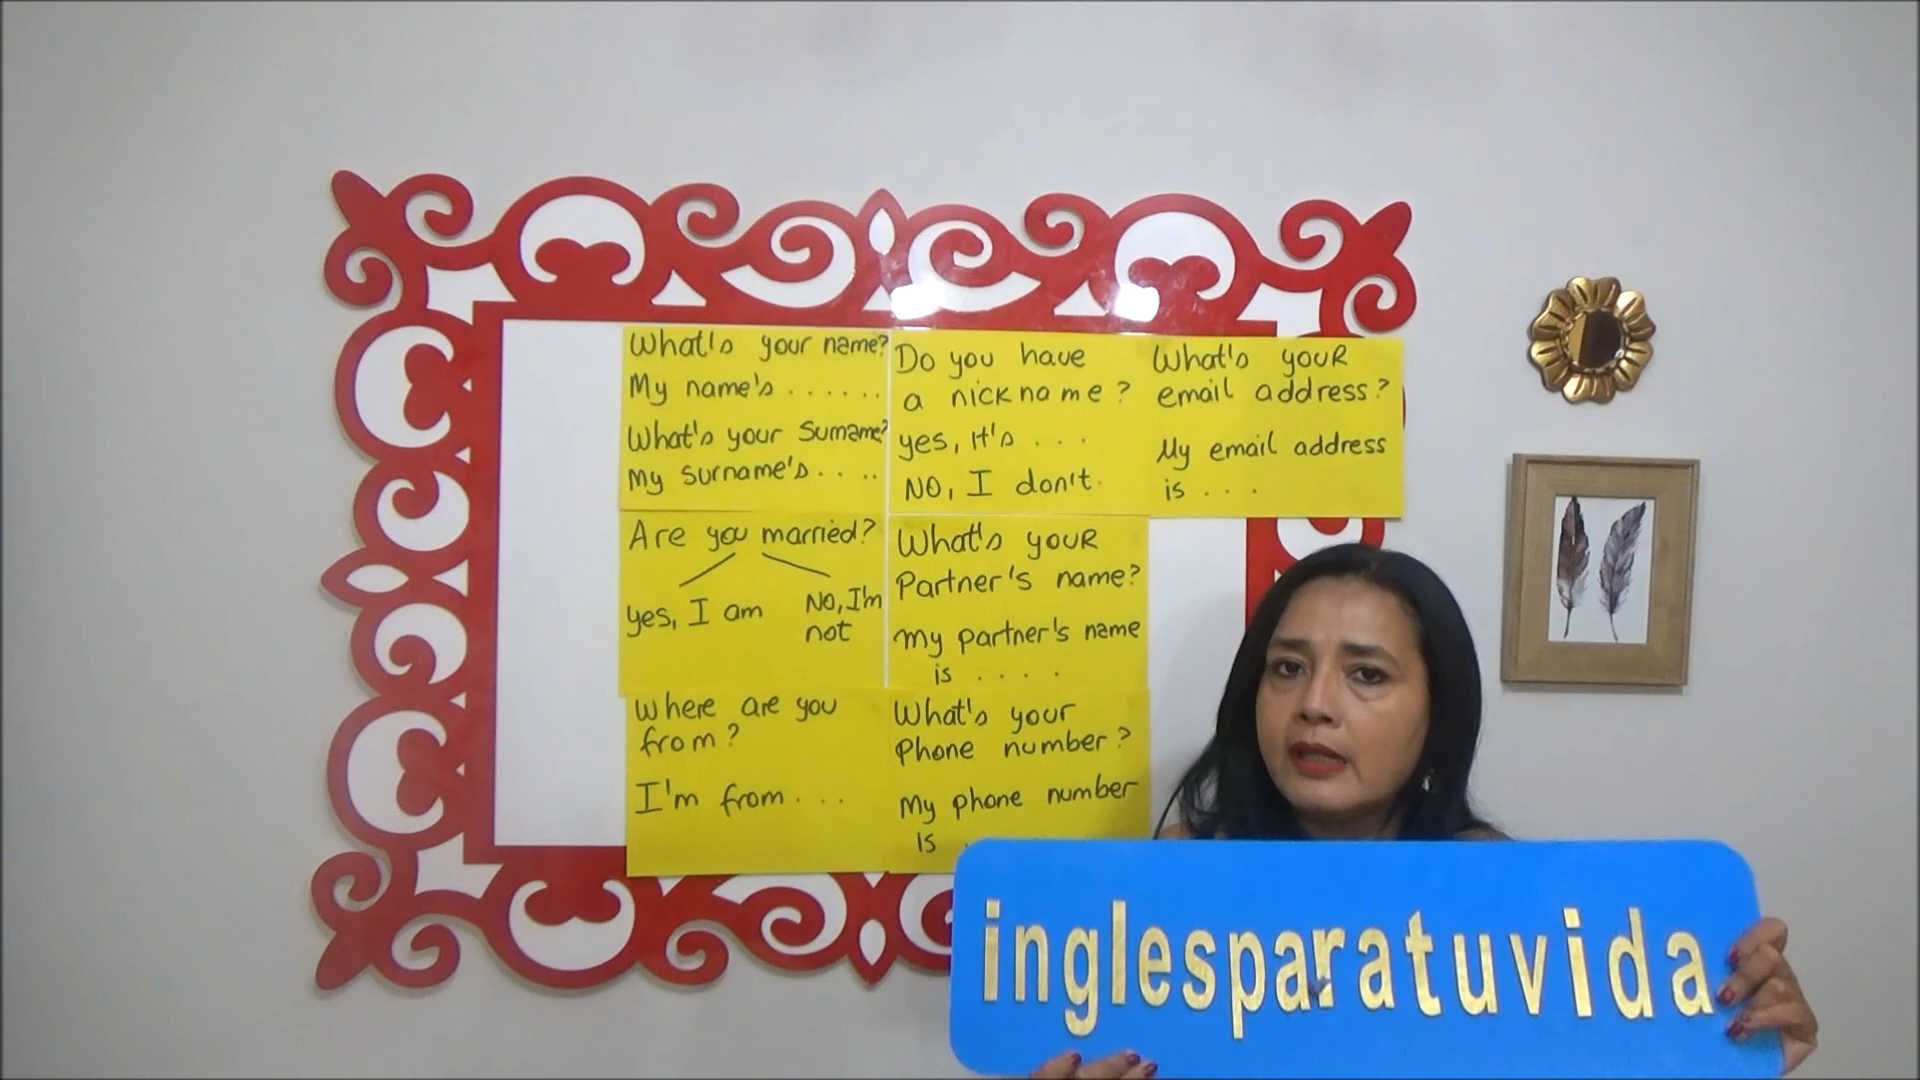 What's your name?
My name's ......
What's your Surname?
My surname's.. ..
Do you have
a nickname?
yes, It's ...
NO, I don't.
What's youR
email address?
My email address
is ...
Are you married?
yes, I am
NO, I'm
not
What's youR
Partner's name?
my partner's name
is ....
Where are you
from?
I'm from...
What's your
Phone number?
My phone number
is .
inglesparatuvida